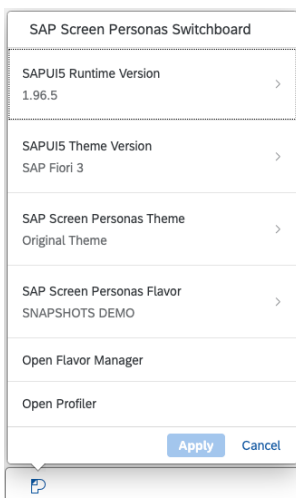 SAP Screen Personas Switchboard
SAPUI5 Runtime Version
1.96.5
SAPUI5 Theme Version
SAP Fiori 3
SAP Screen Personas Theme
Original Theme
SAP Screen Personas Flavor
SNAPSHOTS DEMO
Open Flavor Manager
Open Profiler
Apply Cancel